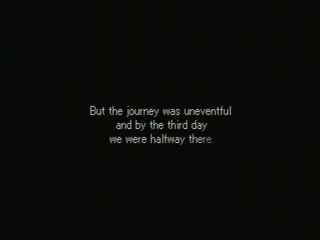 But the journey was uneventful
and by the third day
we were halfway there.